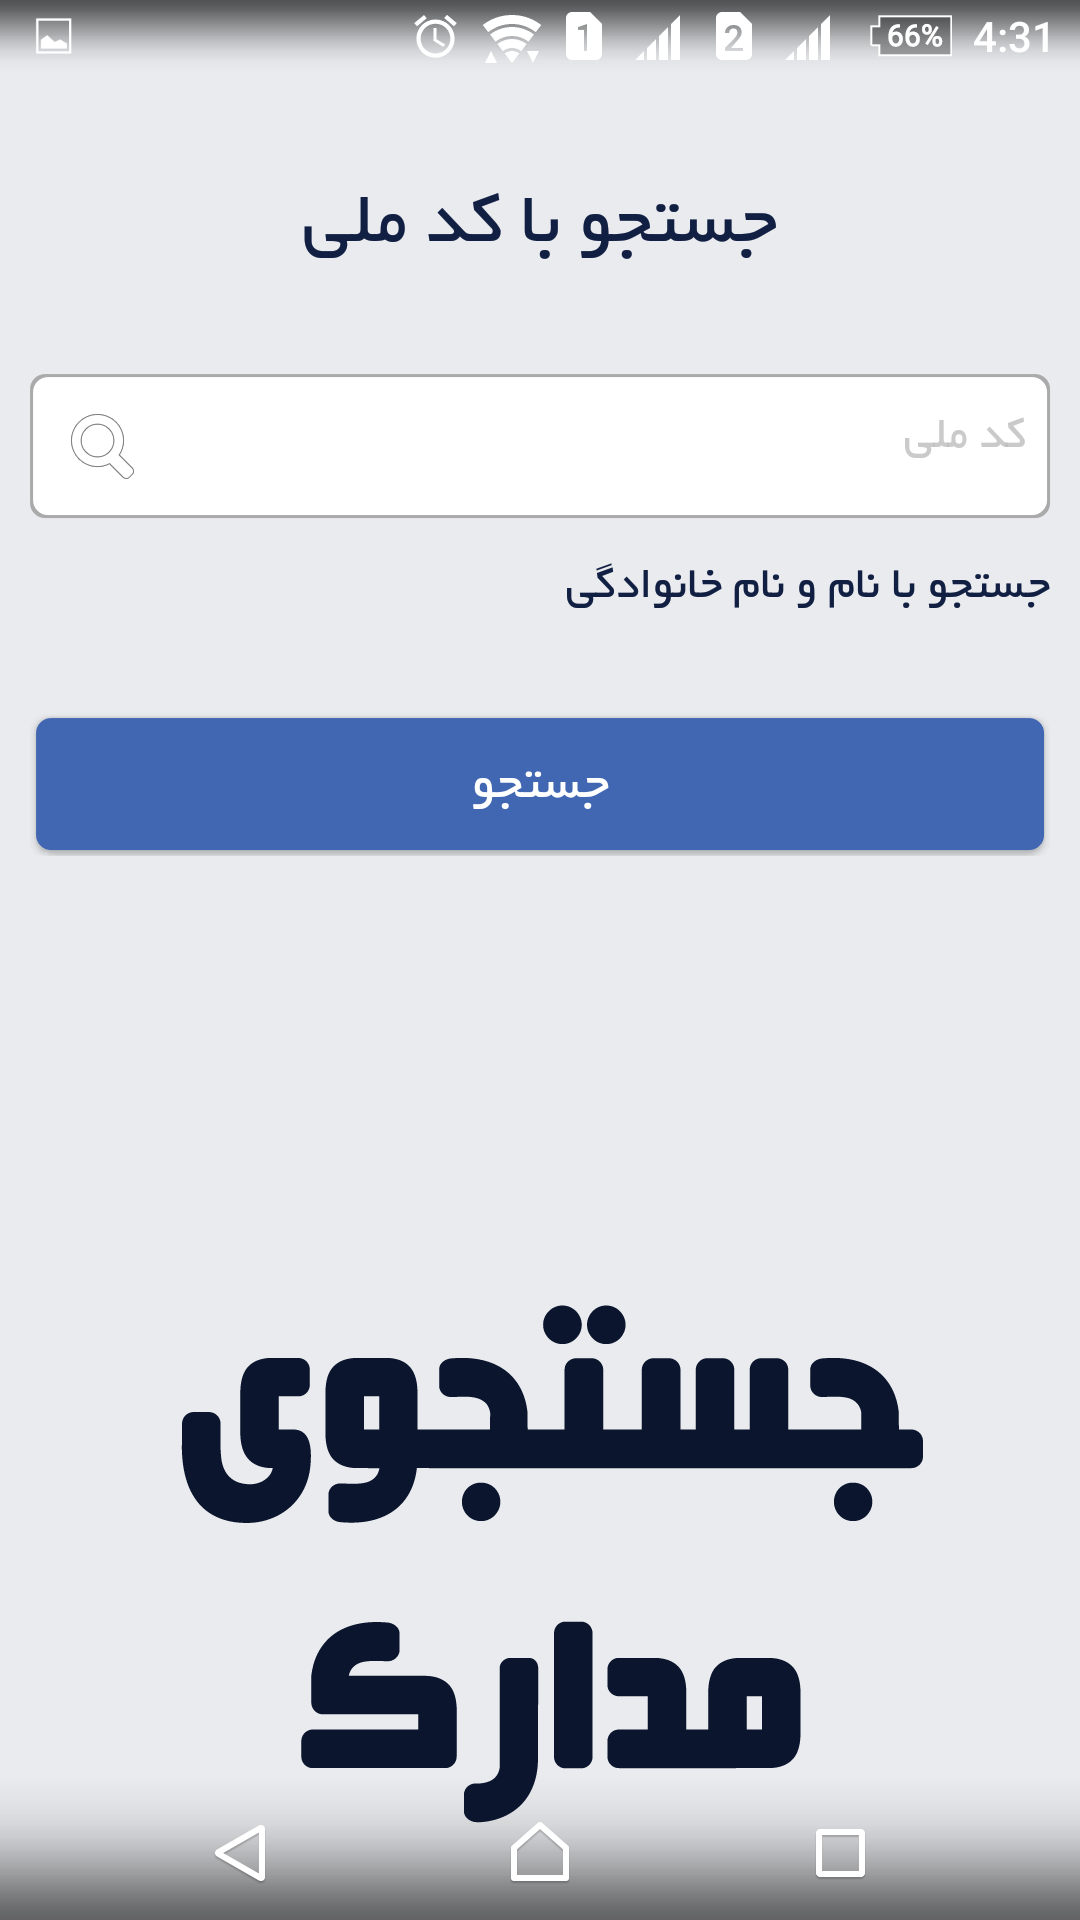 1 2 66% 4:31
جستجو با کد ملی
کد ملی
جستجو با نام و نام خانوادگی
جستجو
جستجوی
مدارک